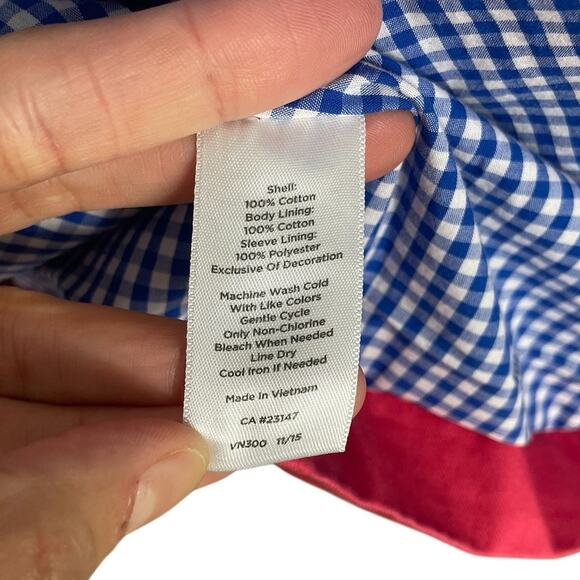 Shell:
100% Cotton
Body Lining:
100% Cotton
Sleeve Lining:
100% Polyester
Exclusive Of Decoration
Machine Wash Cold
With Like Colors
Gentle Cycle
Only Non-Chlorine
Bleach When Needed
Line Dry
Cool Iron If Needed
Made In Vietnam
CA #23147
VN300 11/15